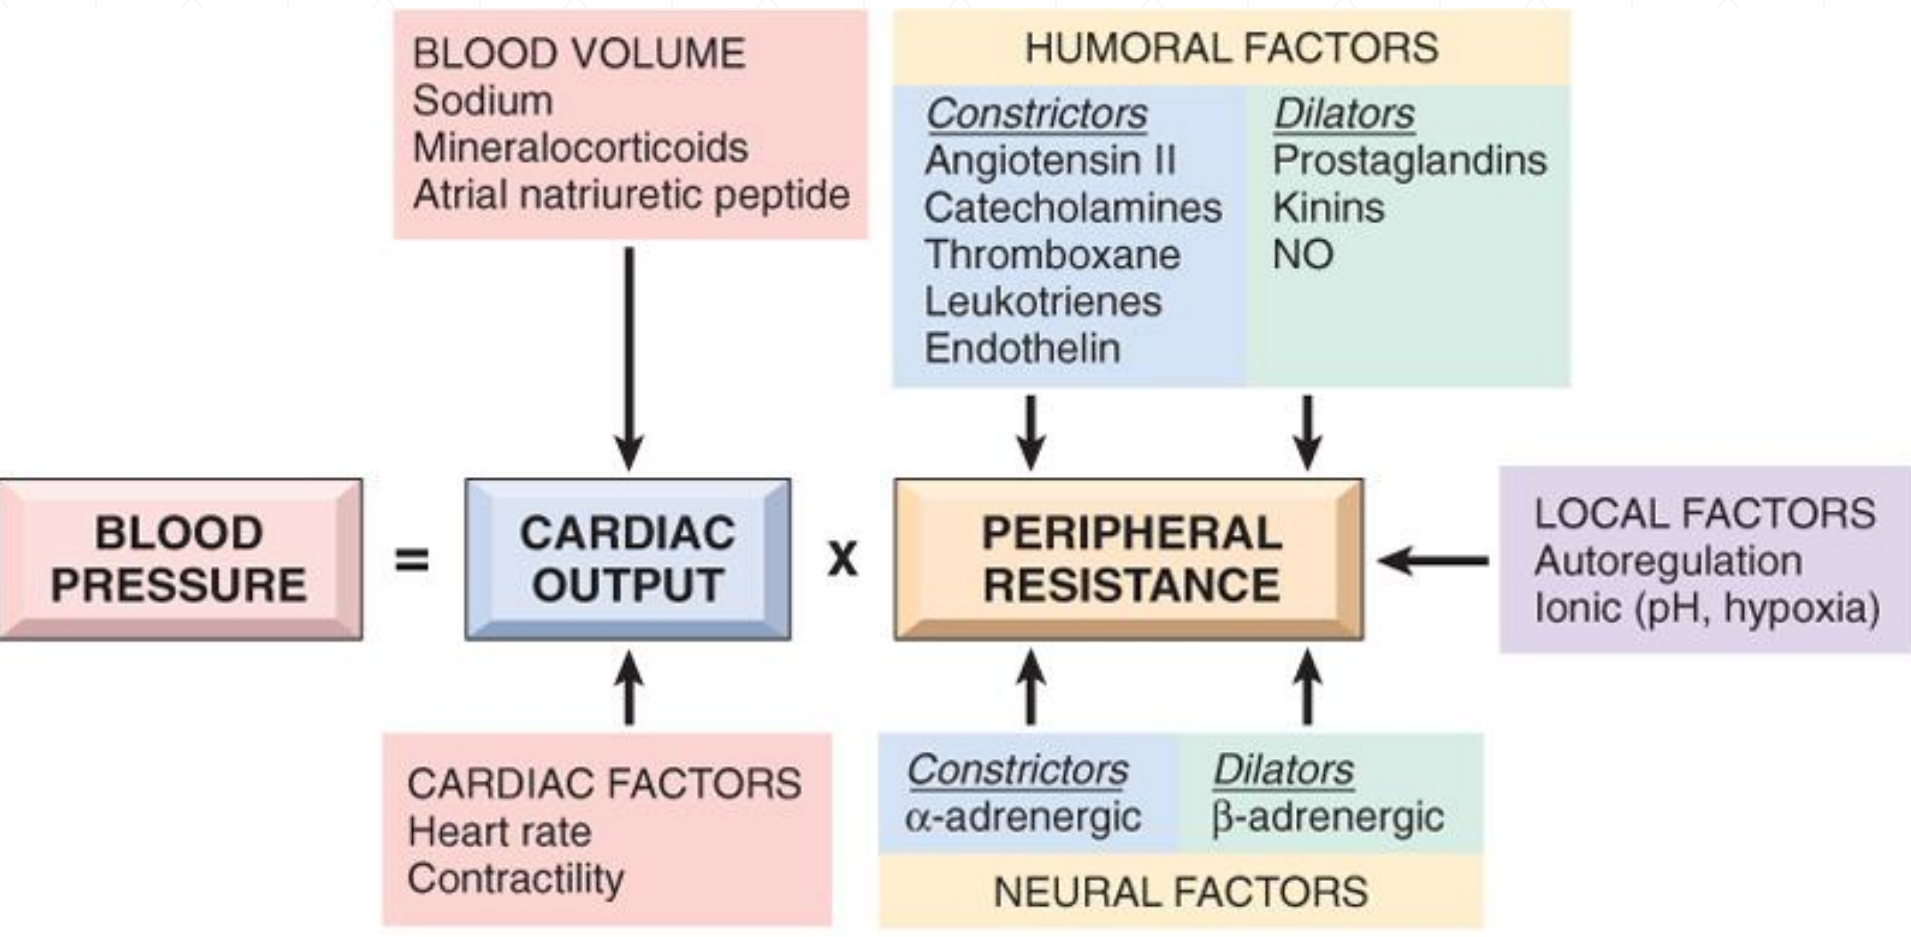 BLOOD VOLUME
Sodium
Mineralocorticoids
Atrial natriuretic peptide
HUMORAL FACTORS
Constrictors
Angiotensin II
Catecholamines
Thromboxane
Leukotrienes
Endothelin
Dilators
Prostaglandins
Kinins
NO
BLOOD
PRESSURE
=
CARDIAC
OUTPUT
x
PERIPHERAL
RESISTANCE
LOCAL FACTORS
Autoregulation
Ionic (pH, hypoxia)
CARDIAC FACTORS
Heart rate
Contractility
Constrictors
α-adrenergic
Dilators
β-adrenergic
NEURAL FACTORS